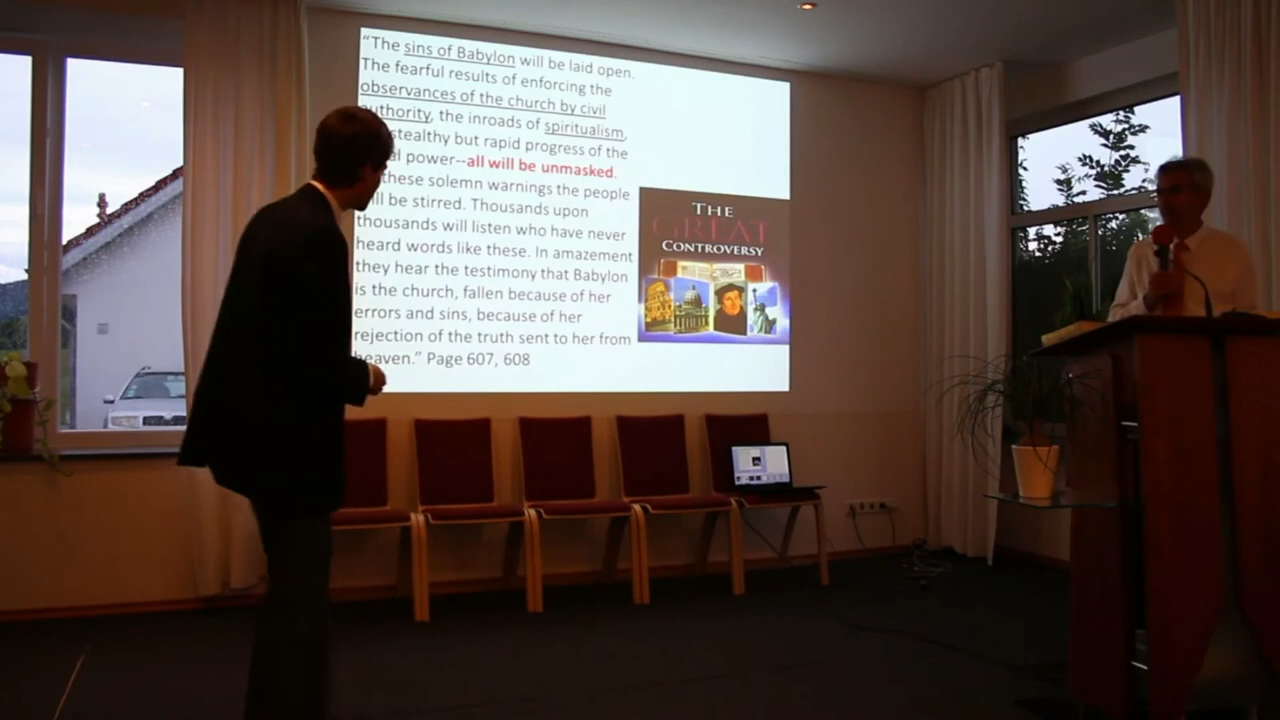 “The sins of Babylon will be laid open.
The fearful results of enforcing the
observances of the church by civil
authority, the inroads of spiritualism,
stealthy but rapid progress of the
power--all will be unmasked.
these solemn warnings the people
be stirred. Thousands upon
thousands will listen who have never
heard words like these. In amazement
they hear the testimony that Babylon
is the church, fallen because of her
errors and sins, because of her
rejection of the truth sent to her from
heaven.” Page 607, 608
THE
GREAT
CONTROVERSY